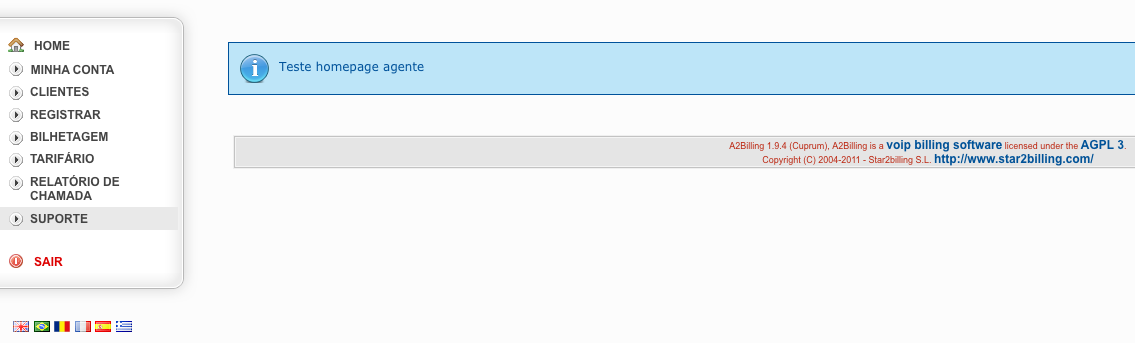 HOME
MINHA CONTA
CLIENTES
REGISTRAR
BILHETAGEM
TARIFÁRIO
RELATÓRIO DE
CHAMADA
SUPORTE
SAIR
Teste homepage agente
A2Billing 1.9.4 (Cuprum), A2Billing is a voip billing software licensed under the AGPL 3.
Copyright (C) 2004-2011 - Star2billing S.L. http://www.star2billing.com/